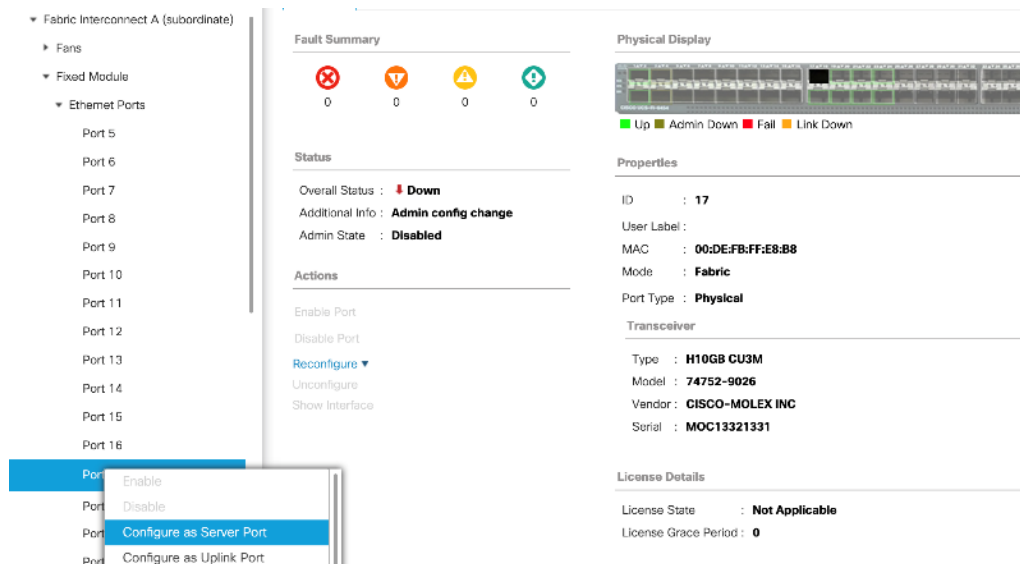 Fabric Interconnect A (subordinate)
Fans
Fixed Module
Ethernet Ports
Port 5
Port 6
Port 7
Port 8
Port 9
Port 10
Port 11
Port 12
Port 13
Port 14
Port 15
Port 16
Port
Port
Port
Port
Enable
Disable
Configure as Server Port
Configure as Uplink Port
Fault Summary
0 0 0 0
Status
Overall Status : Down
Additional Info : Admin config change
Admin State : Disabled
Actions
Enable Port
Disable Port
Reconfigure
Unconfigure
Show Interface
Physical Display
Up Admin Down Fail Link Down
Properties
ID : 17
User Label :
MAC : 00:DE:FB:FF:E8:B8
Mode : Fabric
Port Type : Physical
Transceiver
Type : H10GB CU3M
Model : 74752-9026
Vendor : CISCO-MOLEX INC
Serial : MOC13321331
License Details
License State : Not Applicable
License Grace Period : 0